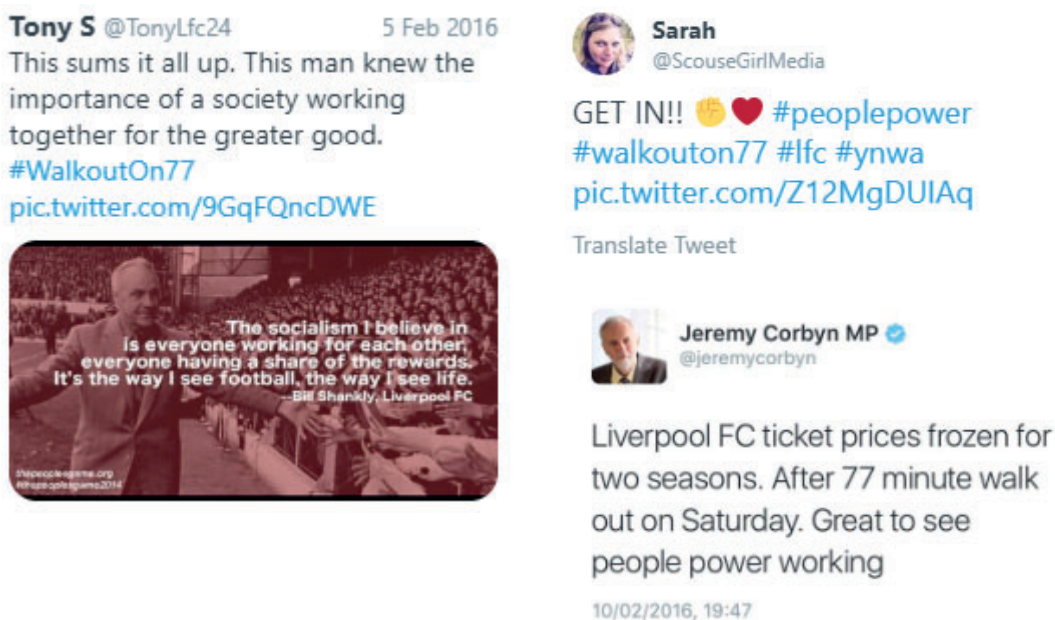 Tony S @TonyLfc24 5 Feb 2016
This sums it all up. This man knew the
importance of a society working
together for the greater good.
#WalkoutOn77
pic.twitter.com/9GqFQncDWE
The socialism I believe in
is everyone working for each other,
everyone having a share of the rewards.
It's the way I see football, the way I see life.
--Bill Shankly, Liverpool FC
thepeoplesgame.org
#thepeoplesgame2014
Sarah
@ScouseGirlMedia
GET IN!! ✊❤️ #peoplepower
#walkouton77 #lfc #ynwa
pic.twitter.com/Z12MgDUIAq
Translate Tweet
Jeremy Corbyn MP
@jeremycorbyn
Liverpool FC ticket prices frozen for
two seasons. After 77 minute walk
out on Saturday. Great to see
people power working
10/02/2016, 19:47